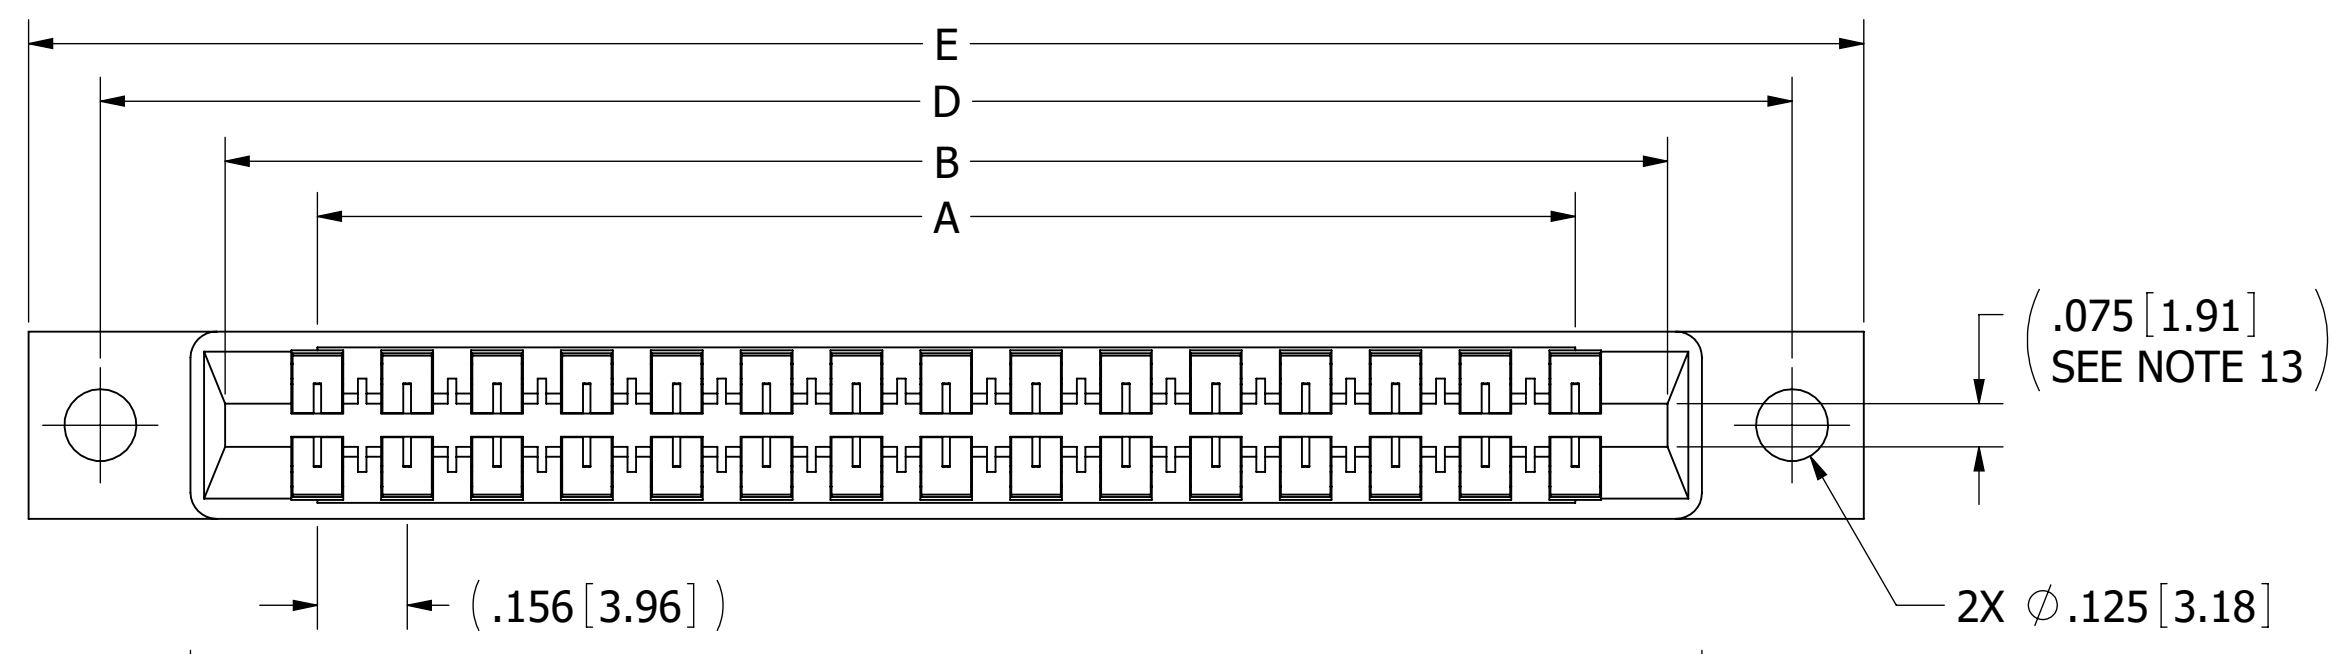 E
D
B
A
(.075[1.91]
SEE NOTE 13)
(.156[3.96])
2X ∅.125[3.18]